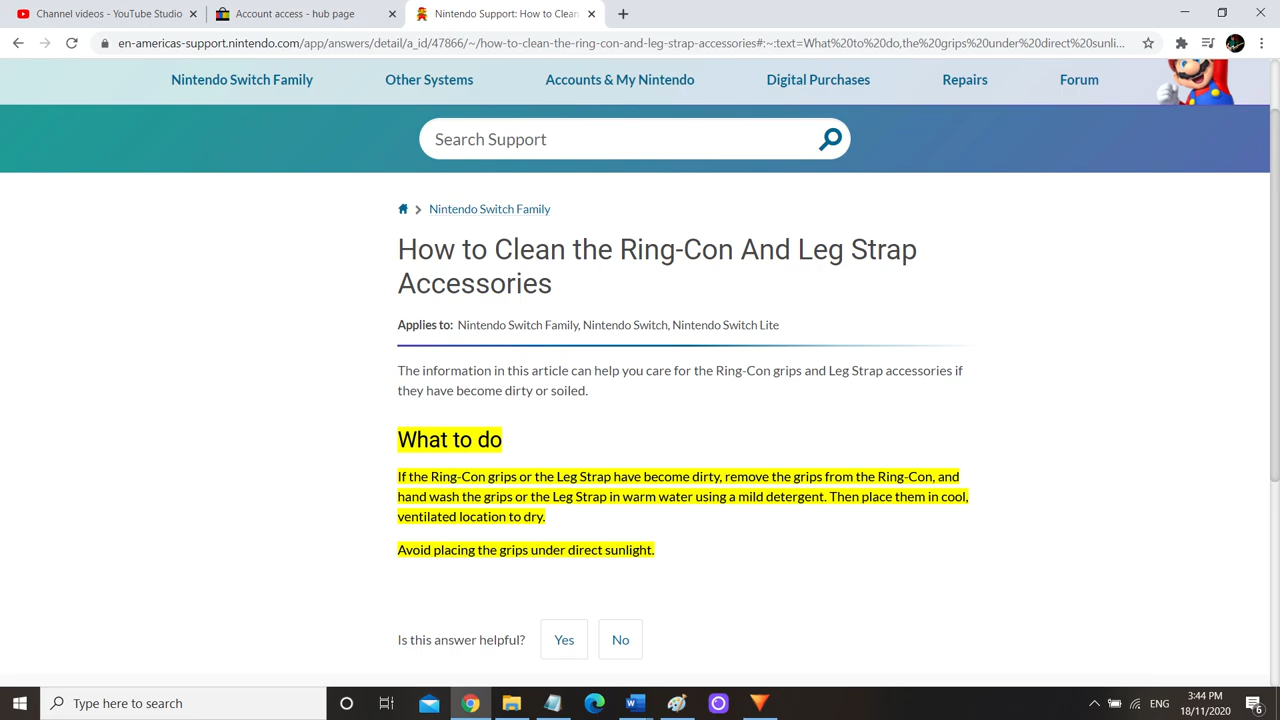 Channel videos - YouTube Studio
Account access - hub page
Nintendo Support: How to Clean
en-americas-support.nintendo.com/app/answers/detail/a_id/47866/~/how-to-clean-the-ring-con-and-leg-strap-accessories#:~:text=What%20to%20do,the%20grips%20under%20direct%20sunli...
Nintendo Switch Family
Other Systems
Accounts & My Nintendo
Digital Purchases
Repairs
Forum
Search Support
Nintendo Switch Family
How to Clean the Ring-Con And Leg Strap
Accessories
Applies to: Nintendo Switch Family, Nintendo Switch, Nintendo Switch Lite
The information in this article can help you care for the Ring-Con grips and Leg Strap accessories if
they have become dirty or soiled.
What to do
If the Ring-Con grips or the Leg Strap have become dirty, remove the grips from the Ring-Con, and
hand wash the grips or the Leg Strap in warm water using a mild detergent. Then place them in cool,
ventilated location to dry.
Avoid placing the grips under direct sunlight.
Is this answer helpful?
Yes
No
Type here to search
ENG
3:44 PM
18/11/2020
6